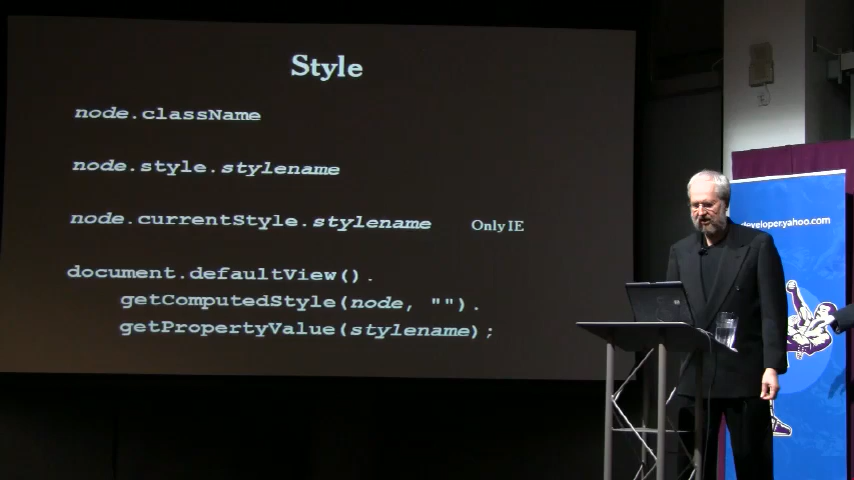 Style
node.className
node.style.stylename
node.currentStyle.stylename Only IE
document.defaultView().
getComputedStyle(node, "").
getPropertyValue(stylename);
developer.yahoo.com